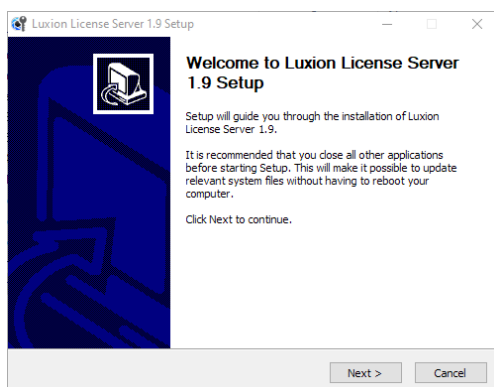 Luxion License Server 1.9 Setup
Welcome to Luxion License Server
1.9 Setup
Setup will guide you through the installation of Luxion
License Server 1.9.
It is recommended that you close all other applications
before starting Setup. This will make it possible to update
relevant system files without having to reboot your
computer.
Click Next to continue.
Next >
Cancel